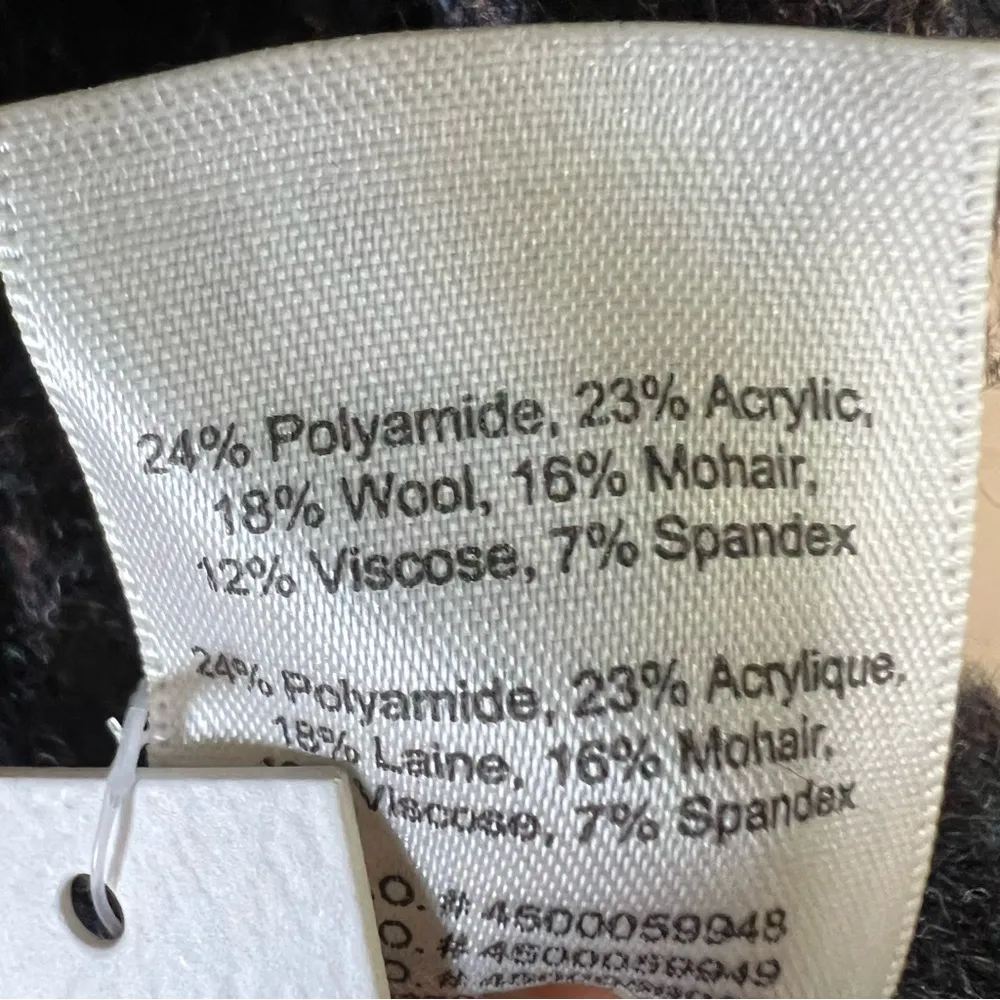 24% Polyamide, 23% Acrylic,
18% Wool, 16% Mohair,
12% Viscose, 7% Spandex
24% Polyamide, 23% Acrylique,
18% Laine, 16% Mohair,
Viscose, 7% Spandex
.O. # 4500059948
O. # 4500059949
O. #